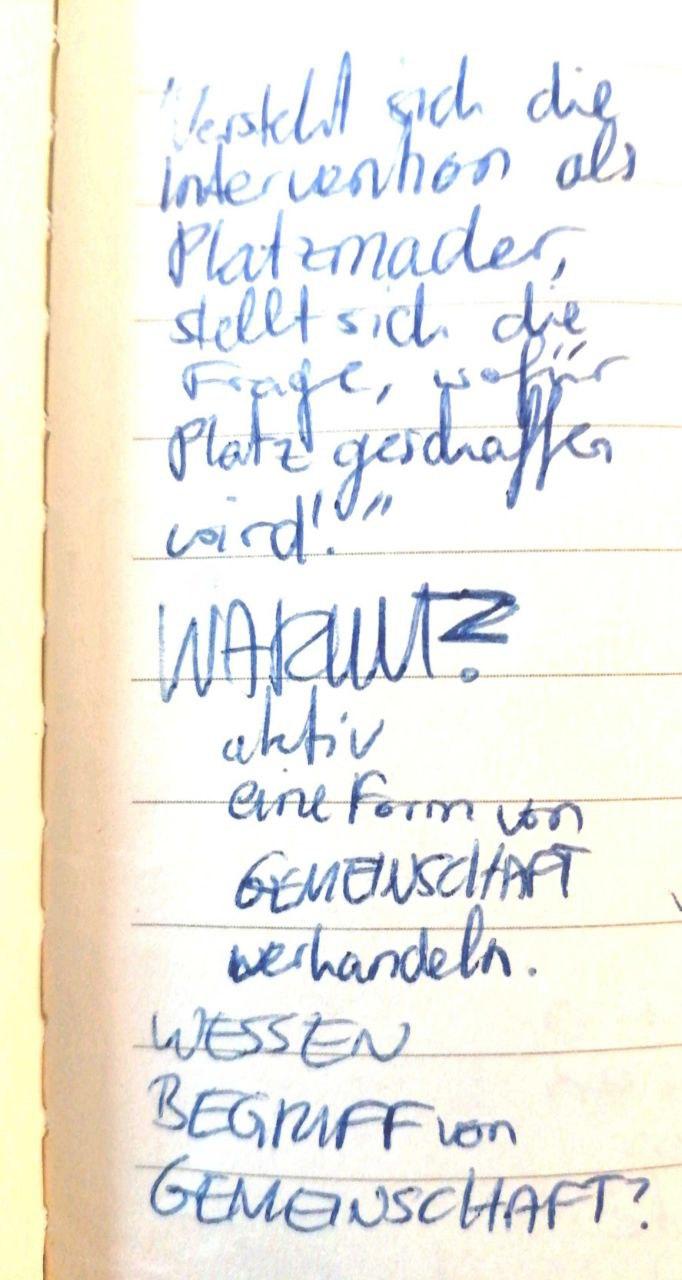 Versteht sich die
Intervention als
Platzmacher,
stellt sich die
Frage, wofür
Platz geschaffen
wird!"
WARUM?
aktiv
eine Form von
GEMEINSCHAFT
verhandeln.
WESSEN
BEGRIFF von
GEMEINSCHAFT?